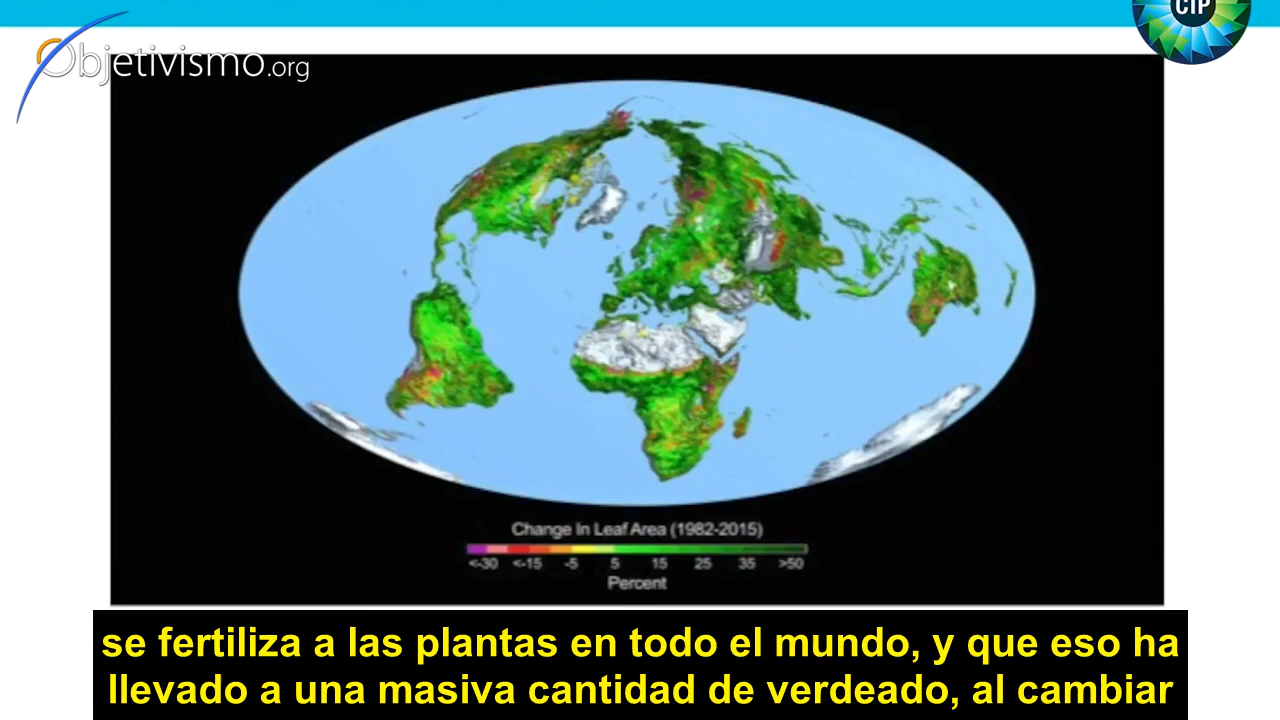 CIP
Objetivismo.org
Change In Leaf Area (1982-2015)
<-30 <-15 -5 5 15 25 35 >50
Percent
se fertiliza a las plantas en todo el mundo, y que eso ha
llevado a una masiva cantidad de verdeado, al cambiar